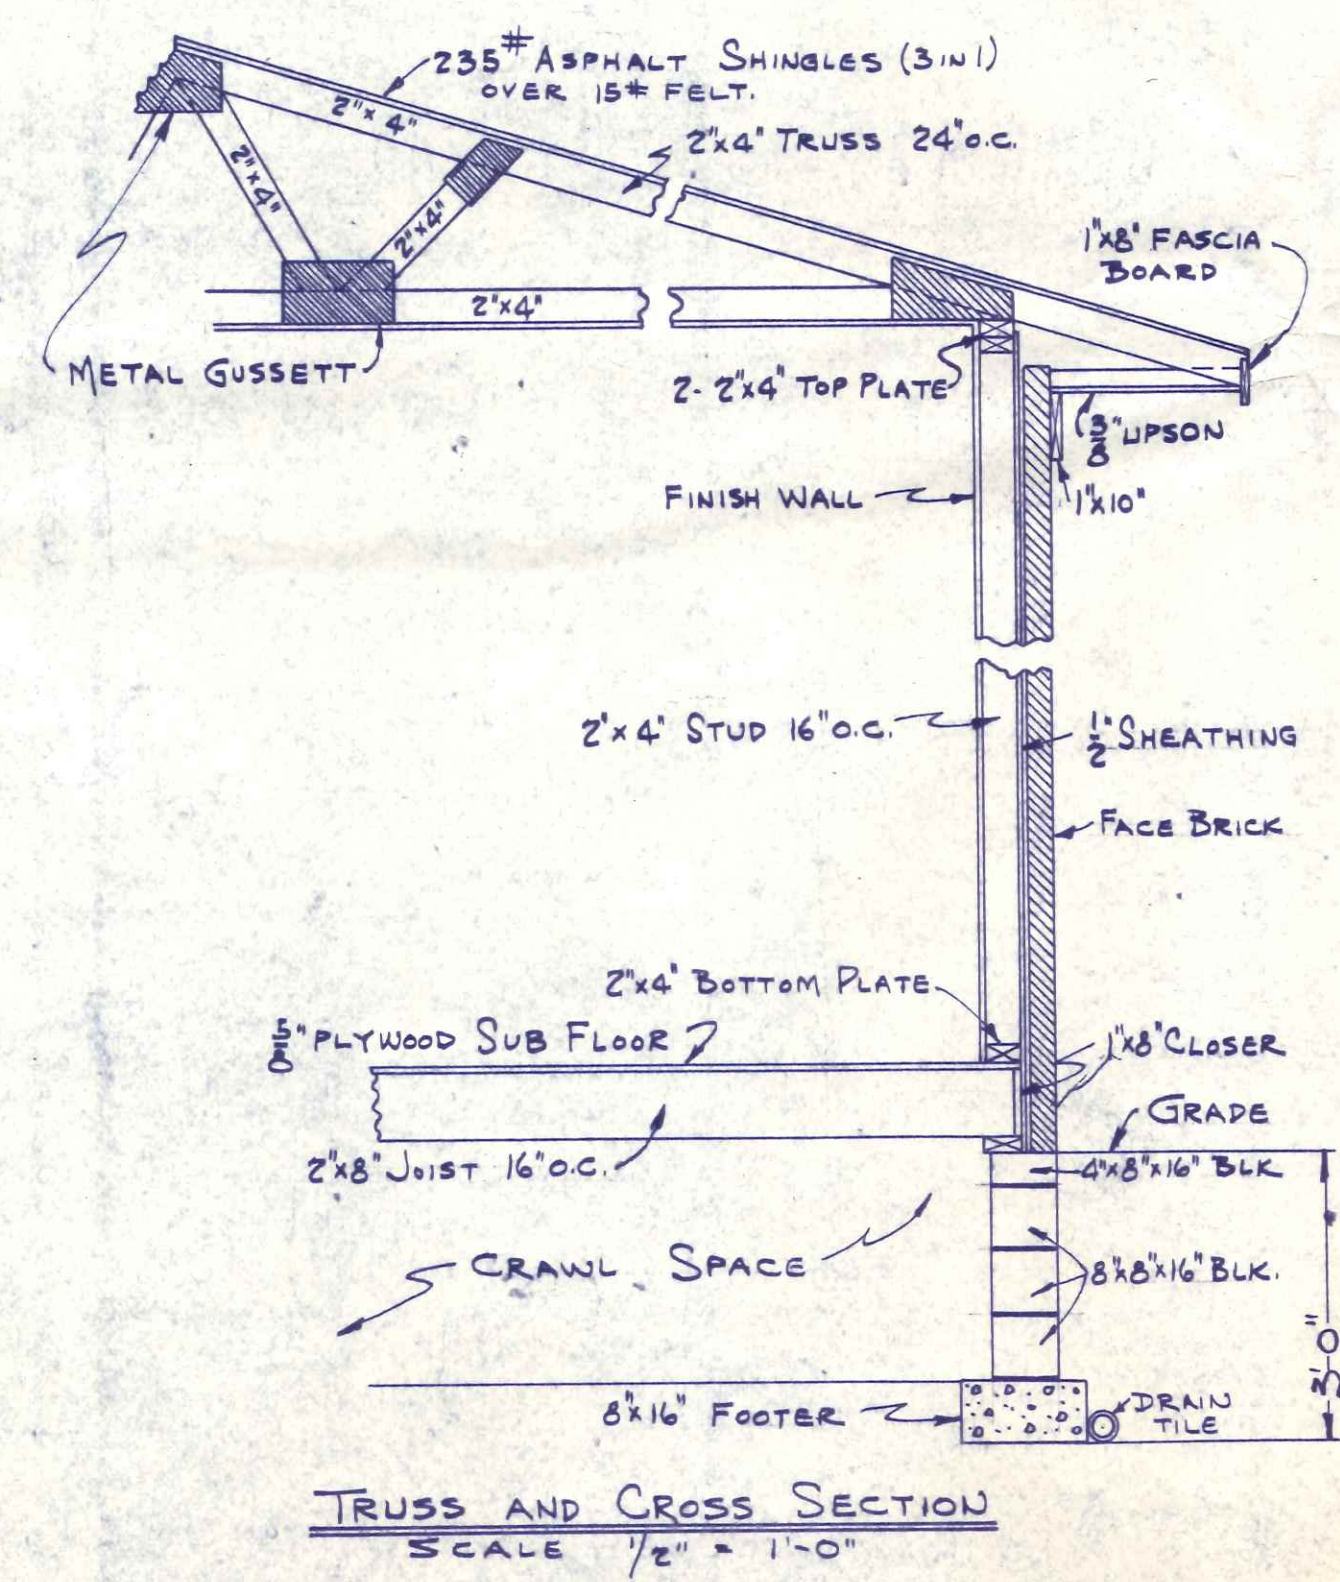 235# ASPHALT SHINGLES (3 IN 1)
OVER 15# FELT.
2"x 4"
2"x4" TRUSS 24"O.C.
2"x4"
2"x4"
1"x8" FASCIA
BOARD
2"x4"
METAL GUSSETT
2- 2"x4" TOP PLATE
3/8" UPSON
FINISH WALL
1"x10"
2"x4" STUD 16"O.C.
1/2" SHEATHING
FACE BRICK
2"x4" BOTTOM PLATE
5/8" PLYWOOD SUB FLOOR
1"x8" CLOSER
GRADE
2"x8" JOIST 16"O.C.
4"x8"x16" BLK
CRAWL SPACE
8"x8"x16" BLK.
3'-0"
8"x16" FOOTER
DRAIN
TILE
TRUSS AND CROSS SECTION
SCALE 1/2" = 1'-0"